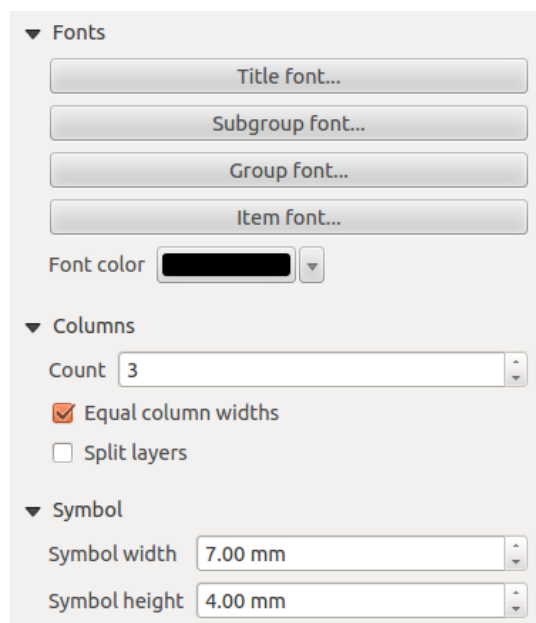 Fonts
Title font...
Subgroup font...
Group font...
Item font...
Font color
Columns
Count 3
Equal column widths
Split layers
Symbol
Symbol width 7.00 mm
Symbol height 4.00 mm